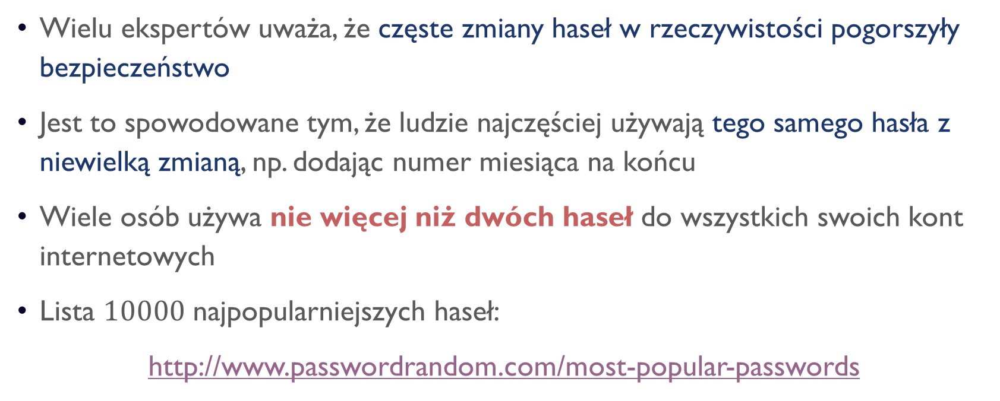 • Wielu ekspertów uważa, że częste zmiany haseł w rzeczywistości pogorszyły
bezpieczeństwo
• Jest to spowodowane tym, że ludzie najczęściej używają tego samego hasła z
niewielką zmianą, np. dodając numer miesiąca na końcu
• Wiele osób używa nie więcej niż dwóch haseł do wszystkich swoich kont
internetowych
• Lista 10000 najpopularniejszych haseł:
http://www.passwordrandom.com/most-popular-passwords